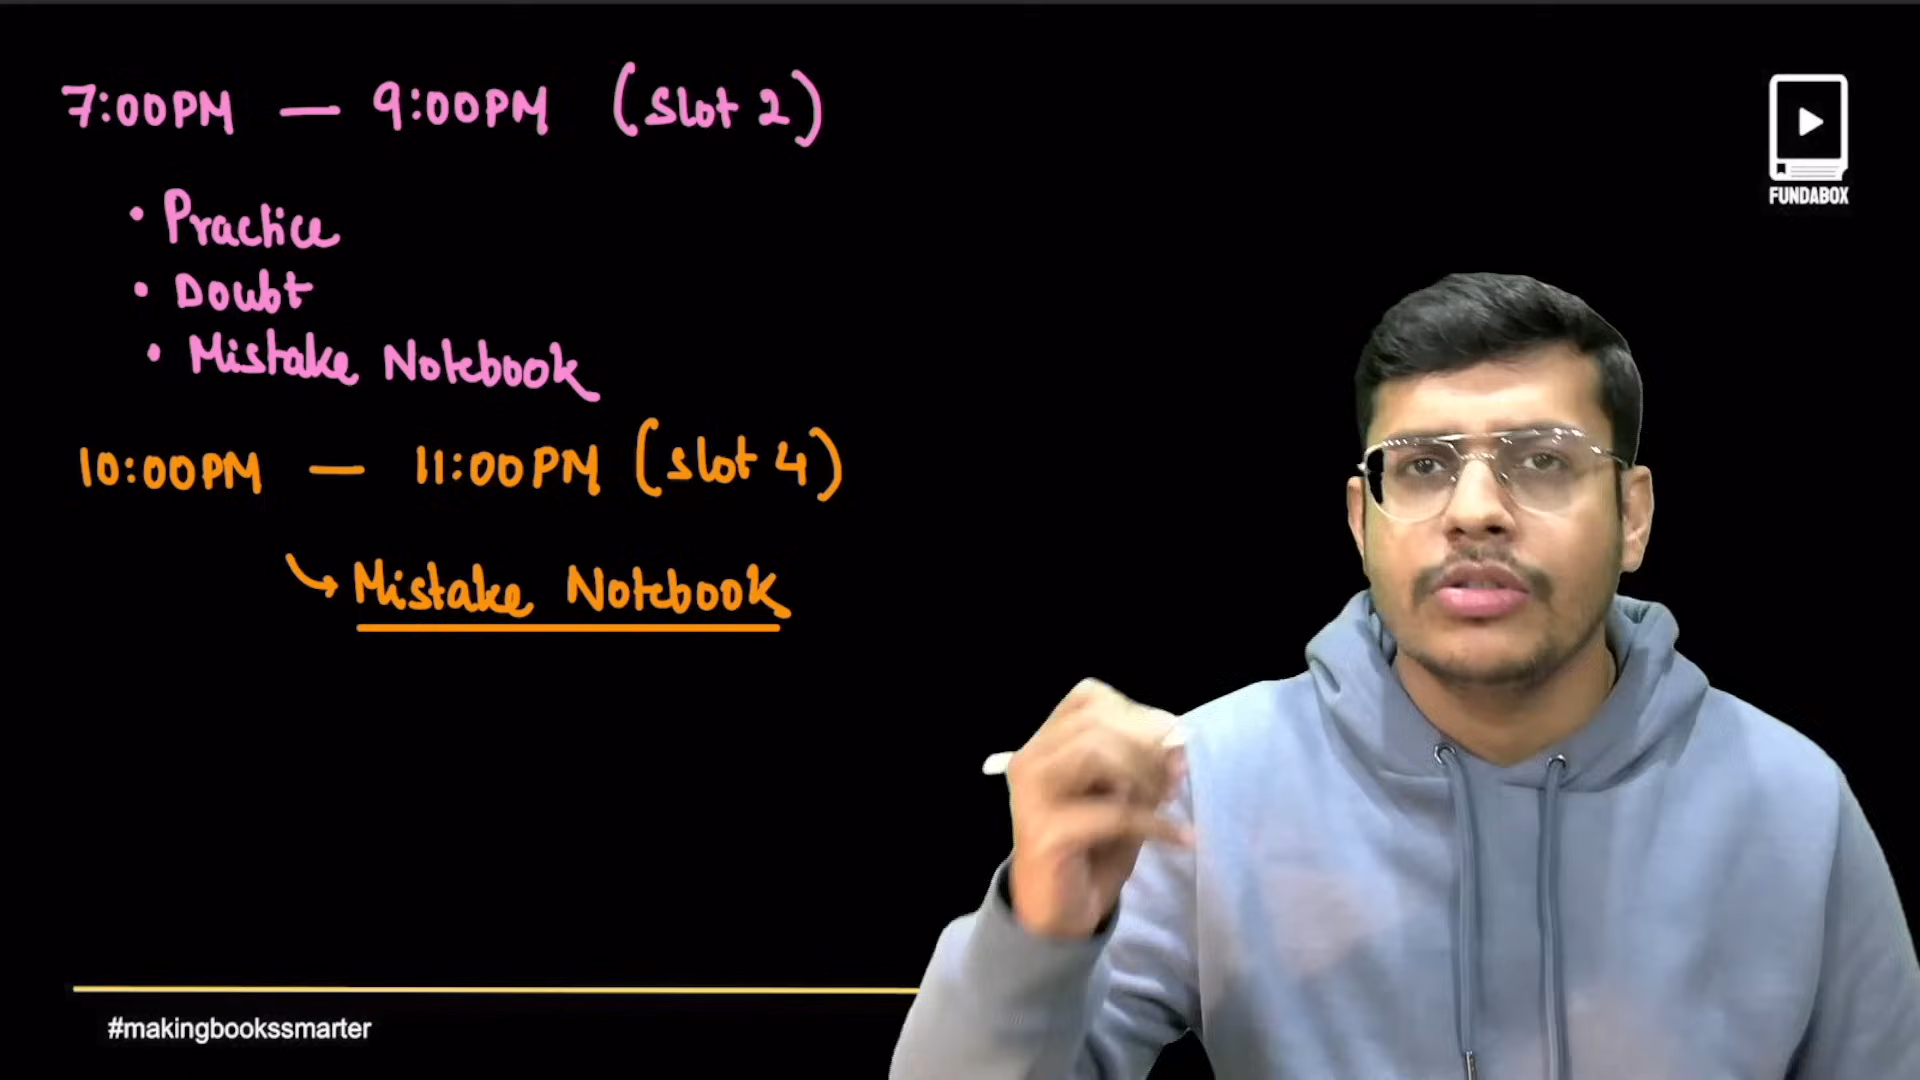 7:00PM — 9:00PM (Slot 2)
• Practice
• Doubt
• Mistake Notebook
10:00PM — 11:00PM (Slot 4)
Mistake Notebook
FUNDABOX
#makingbookssmarter